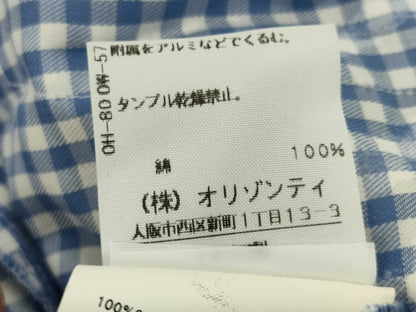 附属をアルミなどでくるむ。
タンブル乾燥禁止。
綿 100%
(株) オリゾンティ
大阪市西区新町1丁目13-3
OH-80 0W-57
100%